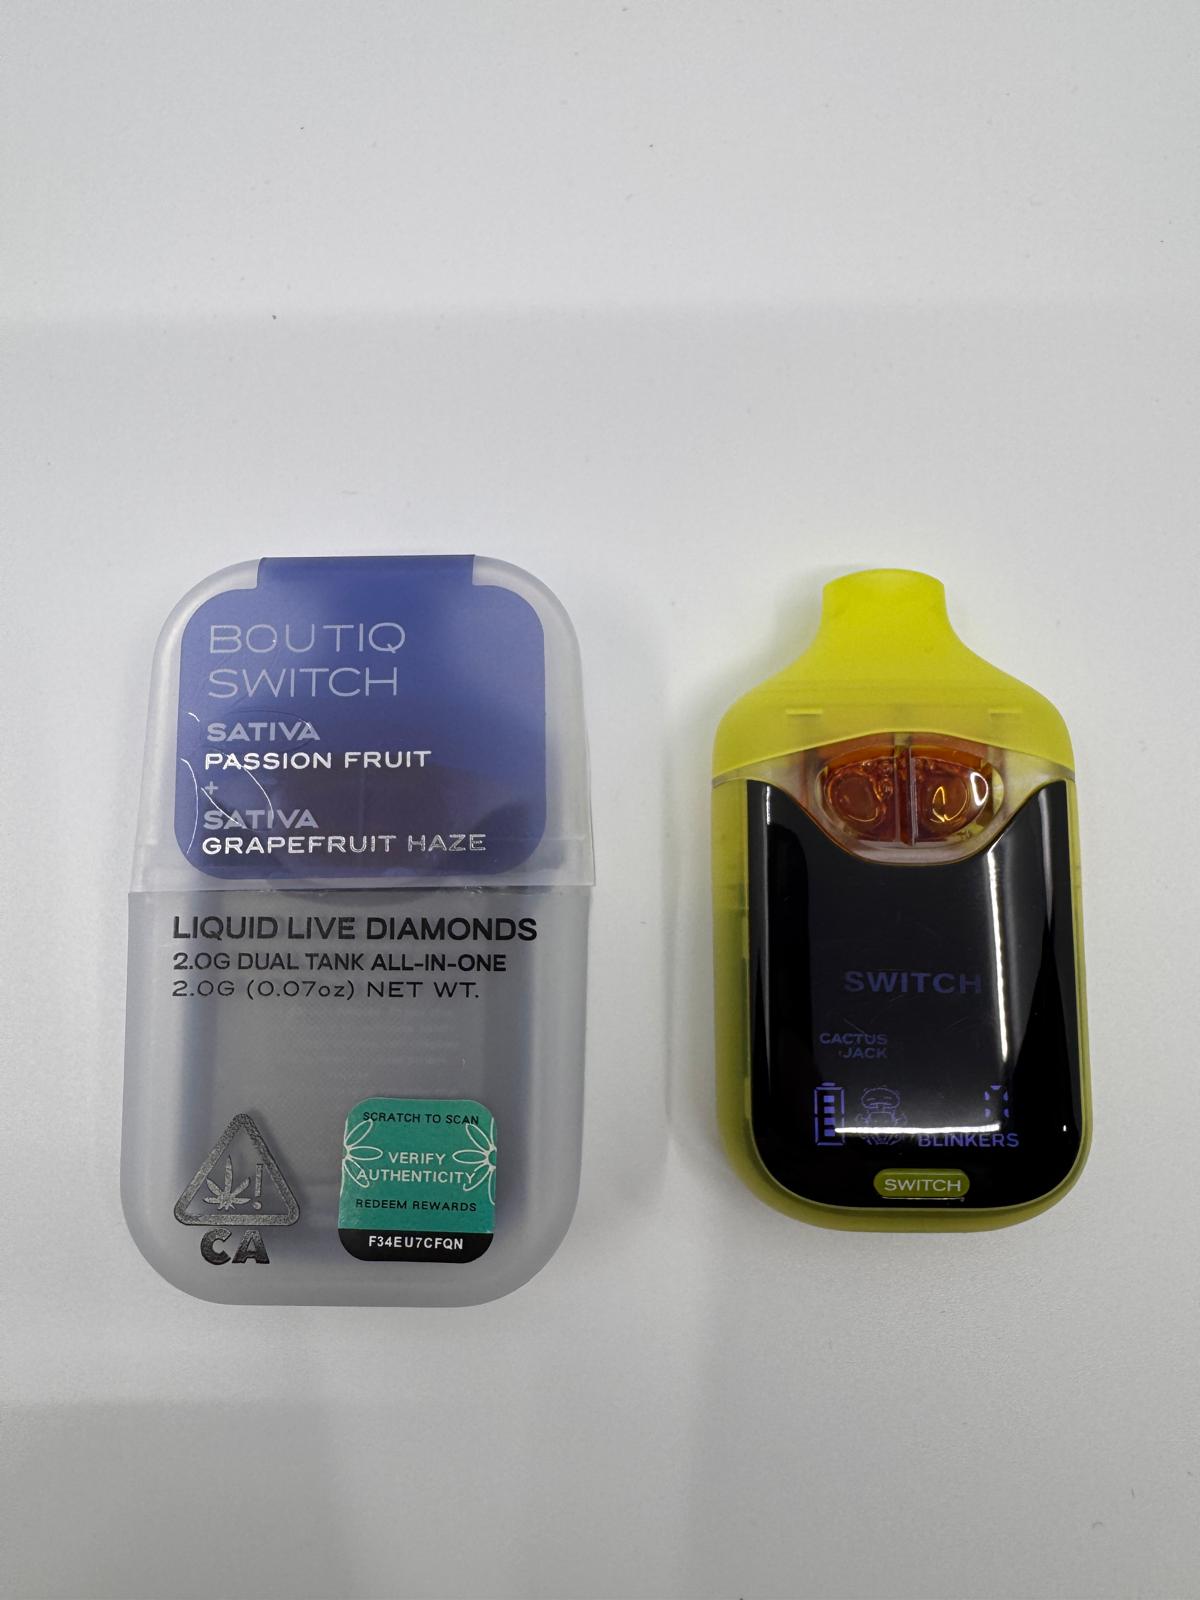 BOUTIQ
SWITCH
SATIVA
PASSION FRUIT
+
SATIVA
GRAPEFRUIT HAZE
LIQUID LIVE DIAMONDS
2.0G DUAL TANK ALL-IN-ONE
2.0G (0.07oz) NET WT.
CA
SCRATCH TO SCAN
VERIFY
AUTHENTICITY
REDEEM REWARDS
F34EU7CFQN
SWITCH
CACTUS
JACK
BLINKERS
SWITCH